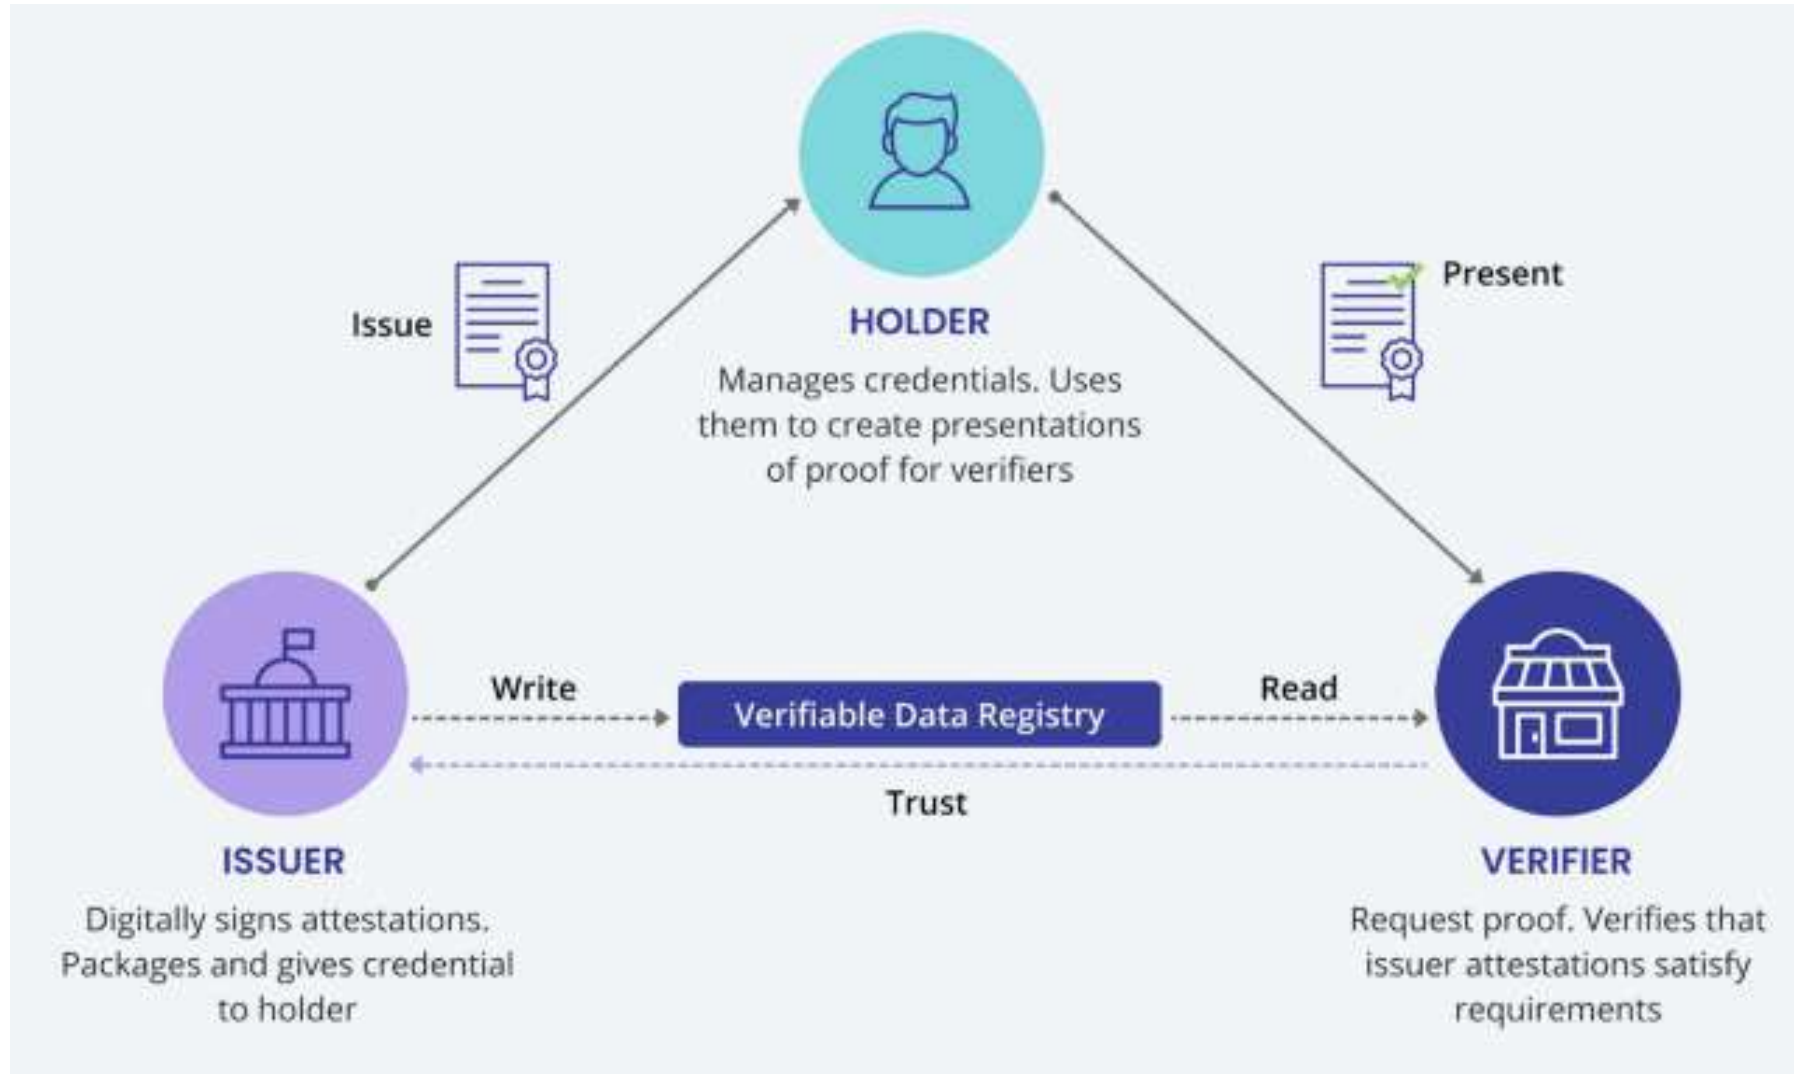 Issue
Present
HOLDER
Manages credentials. Uses
them to create presentations
of proof for verifiers
Write
Verifiable Data Registry
Read
Trust
ISSUER
Digitally signs attestations.
Packages and gives credential
to holder
VERIFIER
Request proof. Verifies that
issuer attestations satisfy
requirements